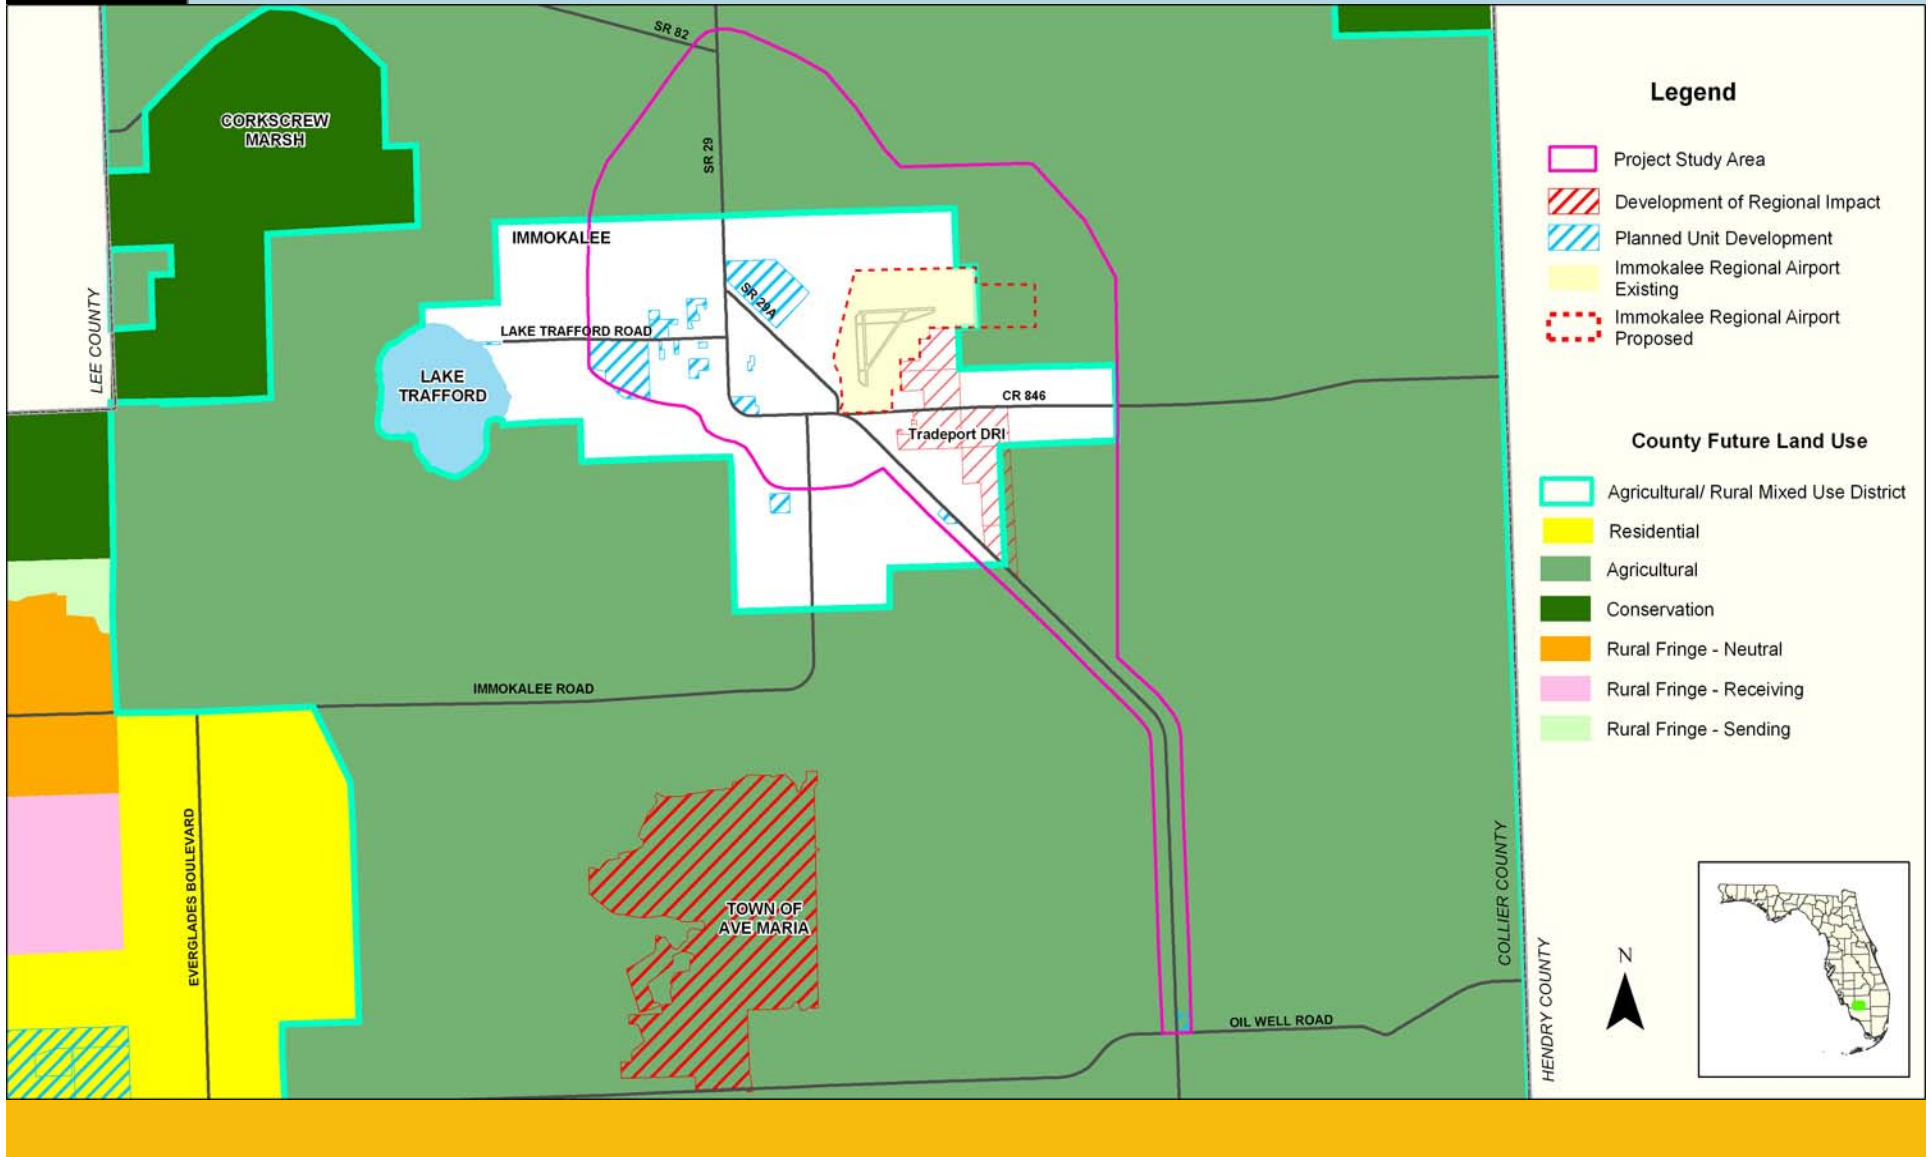 SR 82
CORKSCREW
MARSH
SR 29
IMMOKALEE
SR 29A
LAKE TRAFFORD ROAD
LEE COUNTY
LAKE
TRAFFORD
CR 846
Tradeport DRI
IMMOKALEE ROAD
EVERGLADES BOULEVARD
TOWN OF
AVE MARIA
OIL WELL ROAD
COLLIER COUNTY
HENDRY COUNTY
Legend
Project Study Area
Development of Regional Impact
Planned Unit Development
Immokalee Regional Airport
Existing
Immokalee Regional Airport
Proposed
County Future Land Use
Agricultural/ Rural Mixed Use District
Residential
Agricultural
Conservation
Rural Fringe - Neutral
Rural Fringe - Receiving
Rural Fringe - Sending
N